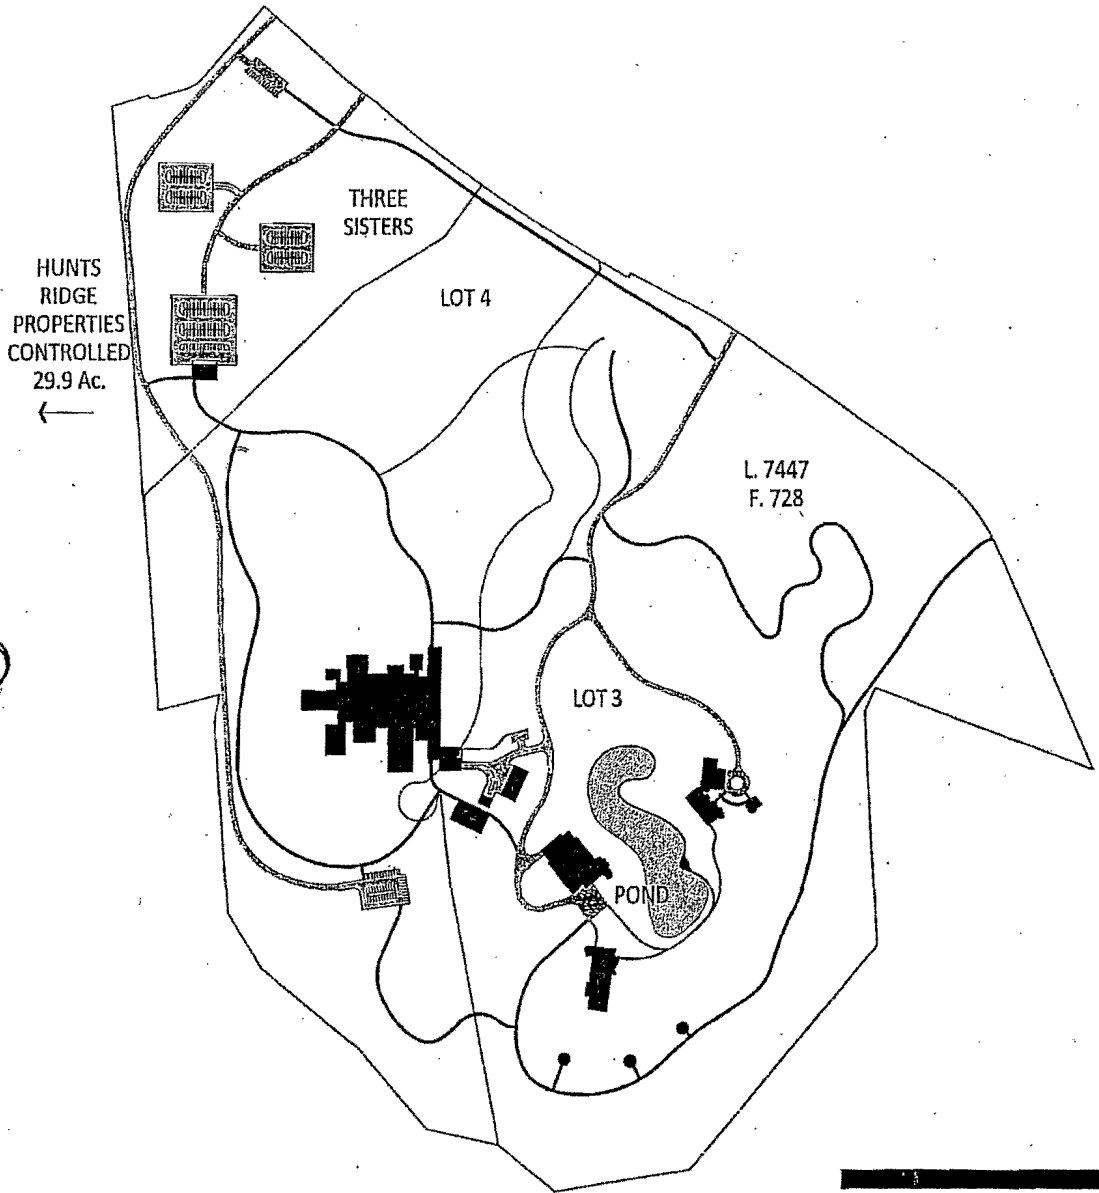 THREE
SISTERS
HUNTS
RIDGE
PROPERTIES
CONTROLLED
29.9 Ac.
LOT 4
L. 7447
F. 728
LOT 3
POND